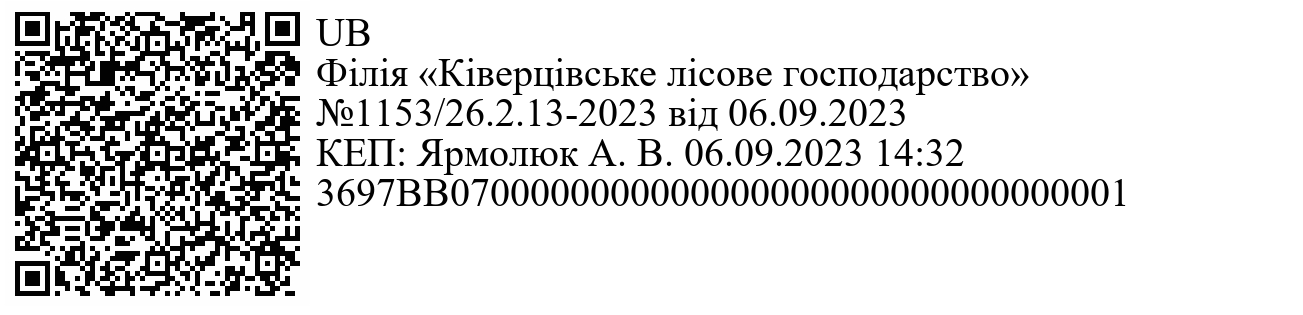 UB
Філія «Ківерцівське лісове господарство»
№1153/26.2.13-2023 від 06.09.2023
КЕП: Ярмолюк А. В. 06.09.2023 14:32
3697BB0700000000000000000000000000000001